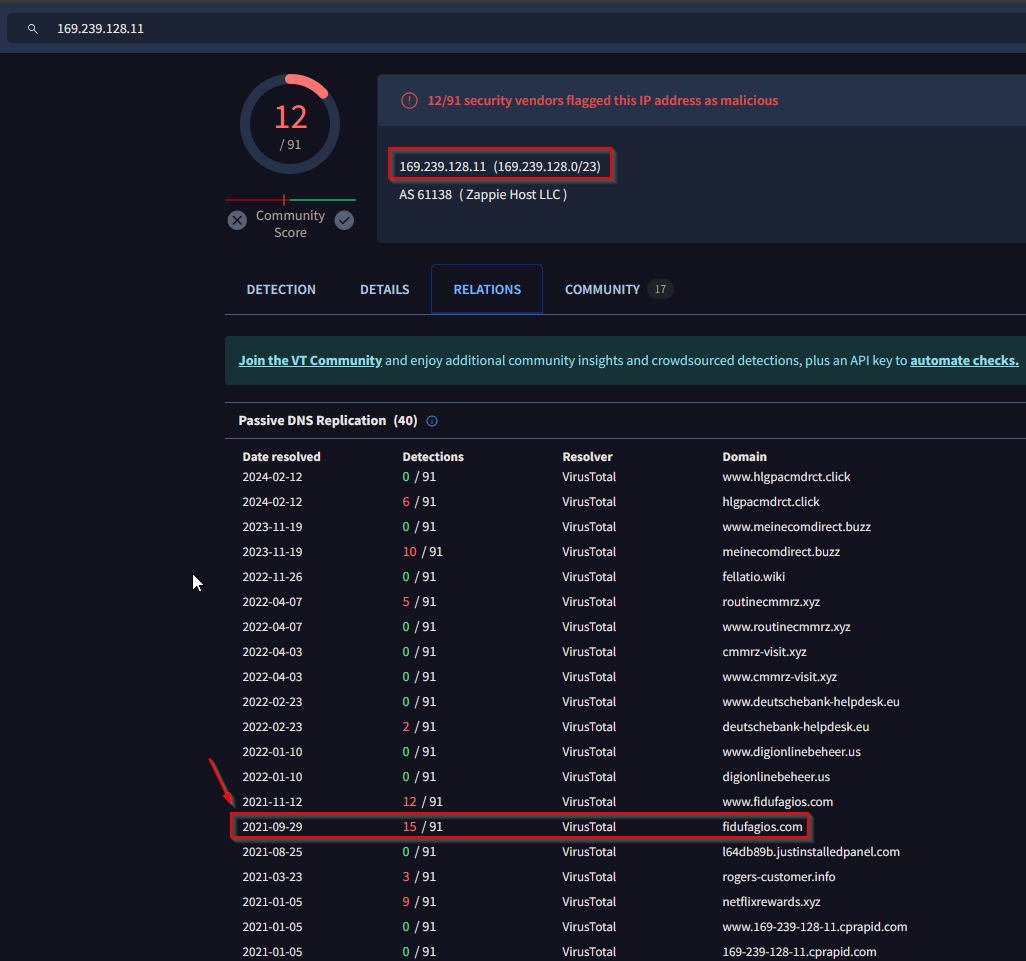 169.239.128.11
12
/ 91
Community
Score
12/91 security vendors flagged this IP address as malicious
169.239.128.11 (169.239.128.0/23)
AS 61138 ( Zappie Host LLC )
DETECTION DETAILS RELATIONS COMMUNITY 17
Join the VT Community and enjoy additional community insights and crowdsourced detections, plus an API key to automate checks.
Passive DNS Replication (40)
Date resolved Detections Resolver Domain
2024-02-12 0 / 91 VirusTotal www.hlgpacmdrct.click
2024-02-12 6 / 91 VirusTotal hlgpacmdrct.click
2023-11-19 0 / 91 VirusTotal www.meinecomdirect.buzz
2023-11-19 10 / 91 VirusTotal meinecomdirect.buzz
2022-11-26 0 / 91 VirusTotal fellatio.wiki
2022-04-07 5 / 91 VirusTotal routinecmmrz.xyz
2022-04-07 0 / 91 VirusTotal www.routinecmmrz.xyz
2022-04-03 0 / 91 VirusTotal cmmrz-visit.xyz
2022-04-03 0 / 91 VirusTotal www.cmmrz-visit.xyz
2022-02-23 0 / 91 VirusTotal www.deutschebank-helpdesk.eu
2022-02-23 2 / 91 VirusTotal deutschebank-helpdesk.eu
2022-01-10 0 / 91 VirusTotal www.digionlinebeheer.us
2022-01-10 0 / 91 VirusTotal digionlinebeheer.us
2021-11-12 12 / 91 VirusTotal www.fidufagios.com
2021-09-29 15 / 91 VirusTotal fidufagios.com
2021-08-25 0 / 91 VirusTotal l64db89b.justinstalledpanel.com
2021-03-23 3 / 91 VirusTotal rogers-customer.info
2021-01-05 9 / 91 VirusTotal netflixrewards.xyz
2021-01-05 0 / 91 VirusTotal www.169-239-128-11.cprapid.com
2021-01-05 0 / 91 VirusTotal 169-239-128-11.cprapid.com